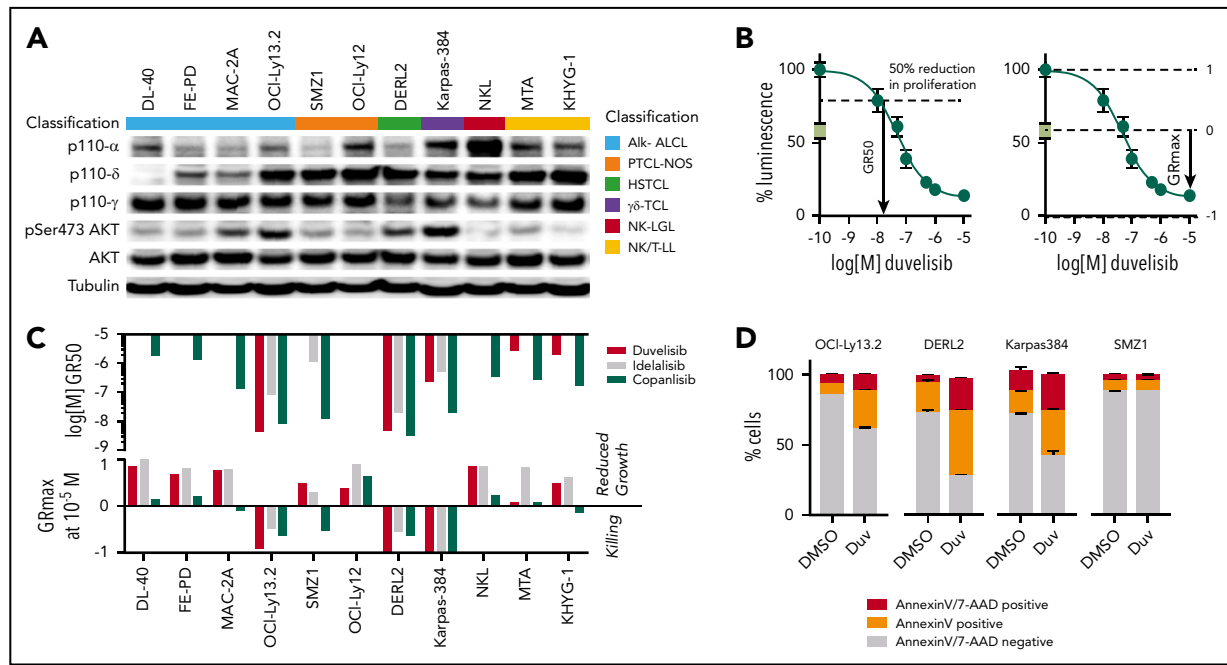 A
DL-40
FE-PD
MAC-2A
OCI-Ly13.2
SMZ1
OCI-Ly12
DERL2
Karpas-384
NKL
MTA
KHYG-1
Classification
p110-α
p110-δ
p110-γ
pSer473 AKT
AKT
Tubulin
Classification
Alk- ALCL
PTCL-NOS
HSTCL
γδ-TCL
NK-LGL
NK/T-LL
B
% luminescence
100
50
0
50% reduction
in proliferation
GR50
-10 -9 -8 -7 -6 -5
log[M] duvelisib
100
50
0
1
0
-1
GRmax
-10 -9 -8 -7 -6 -5
log[M] duvelisib
C
log[M] GR50
-5
-6
-7
-8
-9
Duvelisib
Idelalisib
Copanlisib
GRmax
at 10⁻⁵ M
1
0
-1
Reduced
Growth
Killing
DL-40
FE-PD
MAC-2A
OCI-Ly13.2
SMZ1
OCI-Ly12
DERL2
Karpas-384
NKL
MTA
KHYG-1
D
OCI-Ly13.2 DERL2 Karpas384 SMZ1
% cells
100
50
0
DMSO Duv DMSO Duv DMSO Duv DMSO Duv
AnnexinV/7-AAD positive
AnnexinV positive
AnnexinV/7-AAD negative